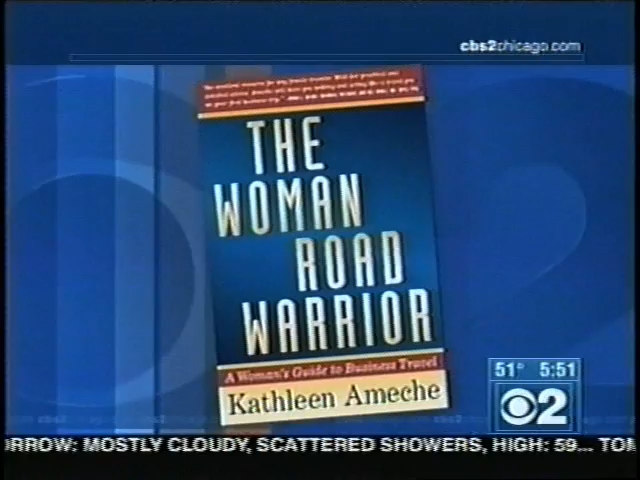 cbs2chicago.com
THE
WOMAN
ROAD
WARRIOR
A Woman's Guide to Business Travel
Kathleen Ameche
51° 5:51
2
RROW: MOSTLY CLOUDY, SCATTERED SHOWERS, HIGH: 59... TOM